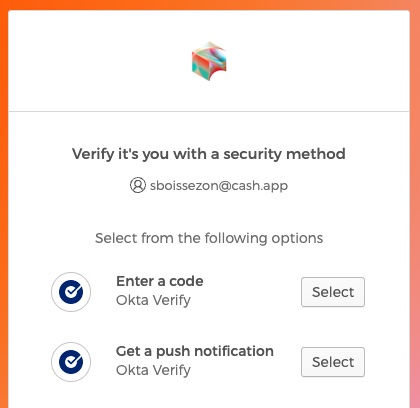 Verify it's you with a security method
sboissezon@cash.app
Select from the following options
Enter a code
Okta Verify
Select
Get a push notification
Okta Verify
Select